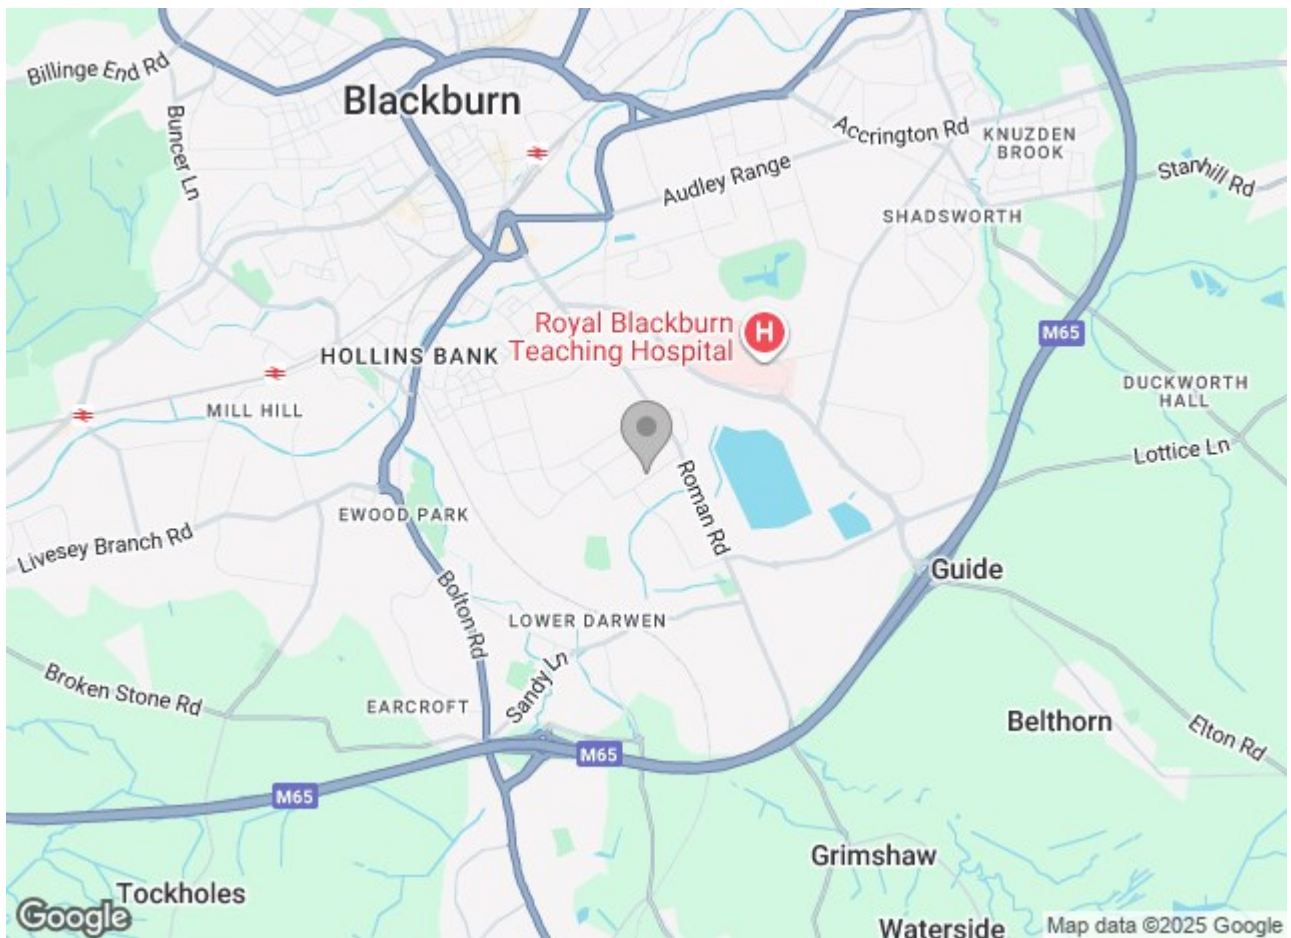 Billinge End Rd
Blackburn
Buncer Ln
Accrington Rd
KNUZDEN
BROOK
Audley Range
Stanhill Rd
SHADSWORTH
Royal Blackburn
Teaching Hospital
H
M65
HOLLINS BANK
MILL HILL
DUCKWORTH
HALL
Lottice Ln
Roman Rd
EWOOD PARK
Livesey Branch Rd
Guide
Bolton Rd
LOWER DARWEN
Sandy Ln
Broken Stone Rd
EARCROFT
Belthorn
Elton Rd
M65
M65
Grimshaw
Tockholes
Waterside
Google
Map data ©2025 Google